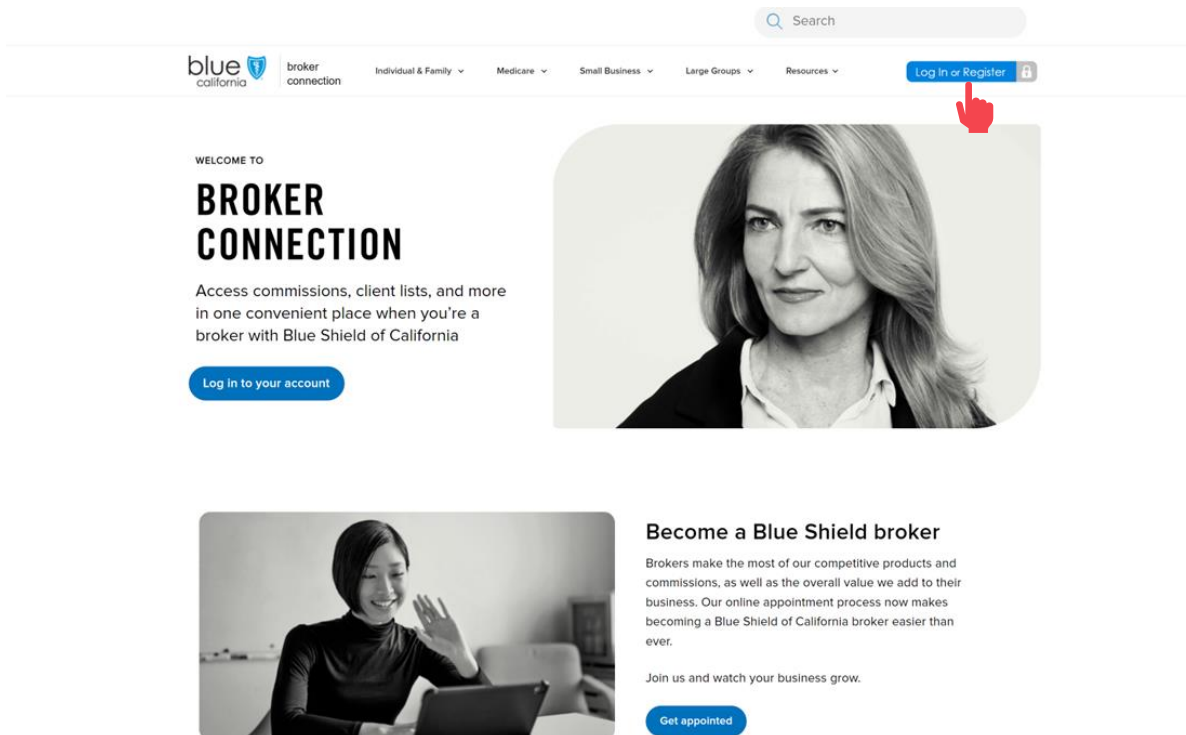 Search
blue
california
broker
connection
Individual & Family
Medicare
Small Business
Large Groups
Resources
Log In or Register
WELCOME TO
BROKER
CONNECTION
Access commissions, client lists, and more
in one convenient place when you're a
broker with Blue Shield of California
Log in to your account
Become a Blue Shield broker
Brokers make the most of our competitive products and
commissions, as well as the overall value we add to their
business. Our online appointment process now makes
becoming a Blue Shield of California broker easier than
ever.
Join us and watch your business grow.
Get appointed